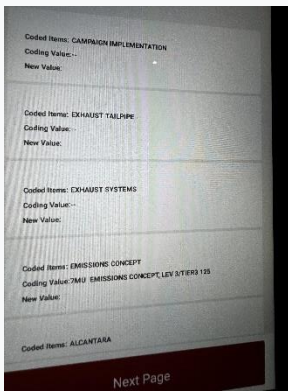 Coded Items: CAMPAIGN IMPLEMENTATION
Coding Value:--
New Value:
Coded Items: EXHAUST TAILPIPE
Coding Value:--
New Value:
Coded Items: EXHAUST SYSTEMS
Coding Value:--
New Value:
Coded Items: EMISSIONS CONCEPT
Coding Value:7MU EMISSIONS CONCEPT, LEV 3/TIER3 125
New Value:
Coded Items: ALCANTARA
Next Page